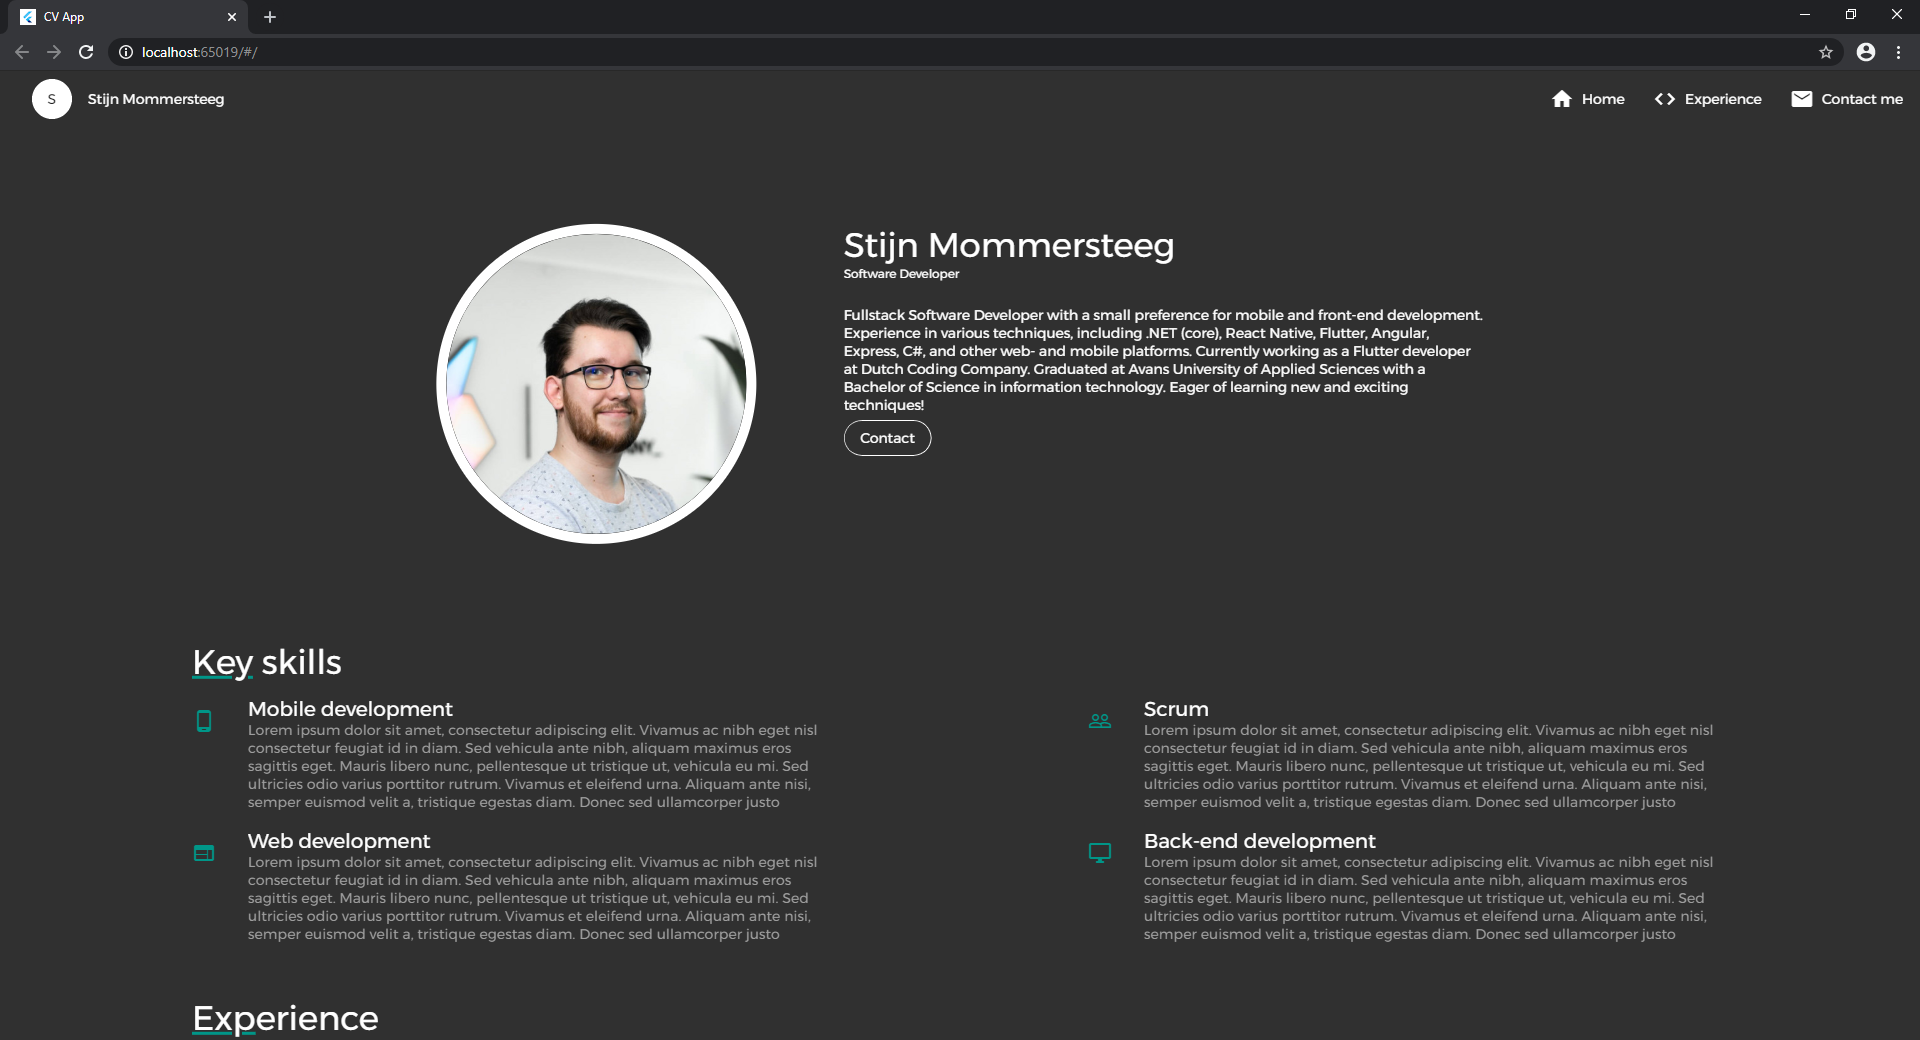 CV App
localhost:65019/#/
S
Stijn Mommersteeg
Home
Experience
Contact me
Stijn Mommersteeg
Software Developer
Fullstack Software Developer with a small preference for mobile and front-end development.
Experience in various techniques, including .NET (core), React Native, Flutter, Angular,
Express, C#, and other web- and mobile platforms. Currently working as a Flutter developer
at Dutch Coding Company. Graduated at Avans University of Applied Sciences with a
Bachelor of Science in information technology. Eager of learning new and exciting
techniques!
Contact
Key skills
Mobile development
Lorem ipsum dolor sit amet, consectetur adipiscing elit. Vivamus ac nibh eget nisl
consectetur feugiat id in diam. Sed vehicula ante nibh, aliquam maximus eros
sagittis eget. Mauris libero nunc, pellentesque ut tristique ut, vehicula eu mi. Sed
ultricies odio varius porttitor rutrum. Vivamus et eleifend urna. Aliquam ante nisi,
semper euismod velit a, tristique egestas diam. Donec sed ullamcorper justo
Scrum
Lorem ipsum dolor sit amet, consectetur adipiscing elit. Vivamus ac nibh eget nisl
consectetur feugiat id in diam. Sed vehicula ante nibh, aliquam maximus eros
sagittis eget. Mauris libero nunc, pellentesque ut tristique ut, vehicula eu mi. Sed
ultricies odio varius porttitor rutrum. Vivamus et eleifend urna. Aliquam ante nisi,
semper euismod velit a, tristique egestas diam. Donec sed ullamcorper justo
Web development
Lorem ipsum dolor sit amet, consectetur adipiscing elit. Vivamus ac nibh eget nisl
consectetur feugiat id in diam. Sed vehicula ante nibh, aliquam maximus eros
sagittis eget. Mauris libero nunc, pellentesque ut tristique ut, vehicula eu mi. Sed
ultricies odio varius porttitor rutrum. Vivamus et eleifend urna. Aliquam ante nisi,
semper euismod velit a, tristique egestas diam. Donec sed ullamcorper justo
Back-end development
Lorem ipsum dolor sit amet, consectetur adipiscing elit. Vivamus ac nibh eget nisl
consectetur feugiat id in diam. Sed vehicula ante nibh, aliquam maximus eros
sagittis eget. Mauris libero nunc, pellentesque ut tristique ut, vehicula eu mi. Sed
ultricies odio varius porttitor rutrum. Vivamus et eleifend urna. Aliquam ante nisi,
semper euismod velit a, tristique egestas diam. Donec sed ullamcorper justo
Experience